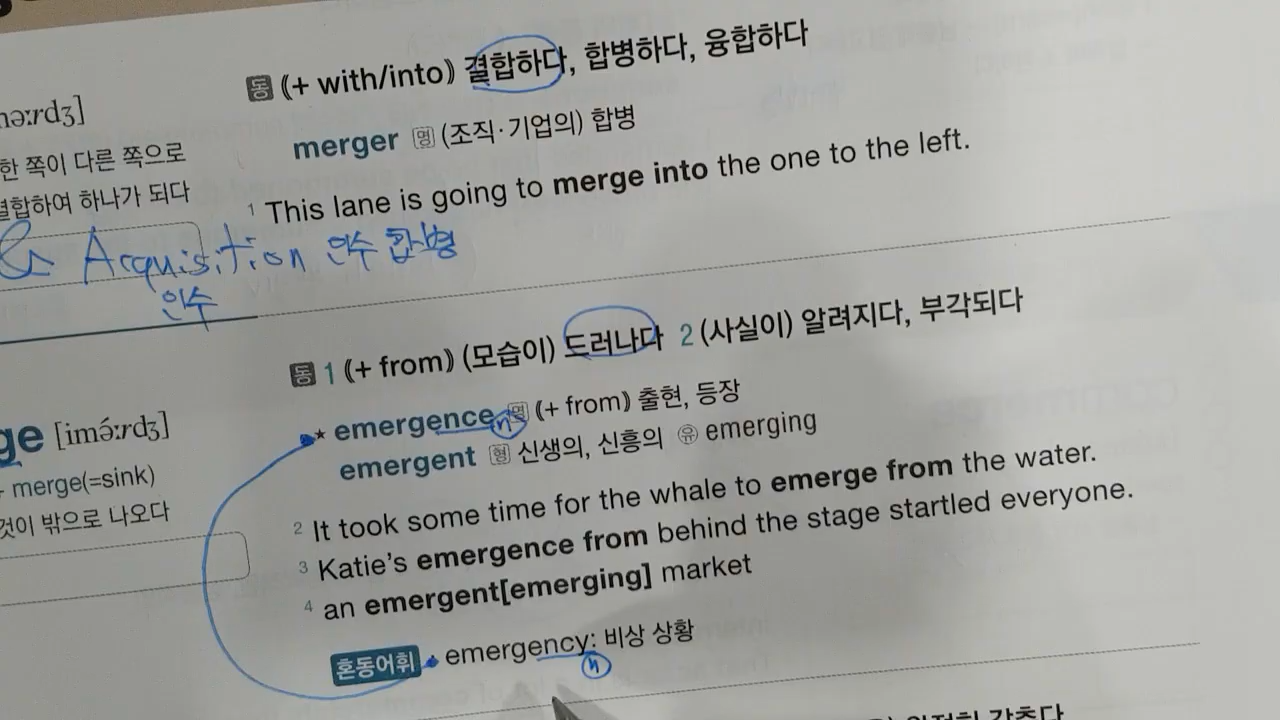 동 (+ with/into) 결합하다, 합병하다, 융합하다
merger 명 (조직·기업의) 합병
1 This lane is going to merge into the one to the left.
한 쪽이 다른 쪽으로
결합하여 하나가 되다
& Acquisition 인수 합병
인수
동 1 (+ from) (모습이) 드러나다 2 (사실이) 알려지다, 부각되다
ge [imə́ːrdʒ]
merge(=sink)
것이 밖으로 나오다
★ emergence 명 (+ from) 출현, 등장
n
emergent 형 신생의, 신흥의 유 emerging
2 It took some time for the whale to emerge from the water.
3 Katie's emergence from behind the stage startled everyone.
4 an emergent[emerging] market
혼동어휘 emergency: 비상 상황
n